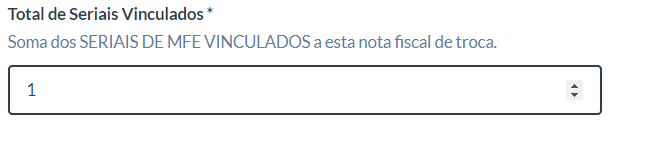 Total de Seriais Vinculados *
Soma dos SERIAIS DE MFE VINCULADOS a esta nota fiscal de troca.
1